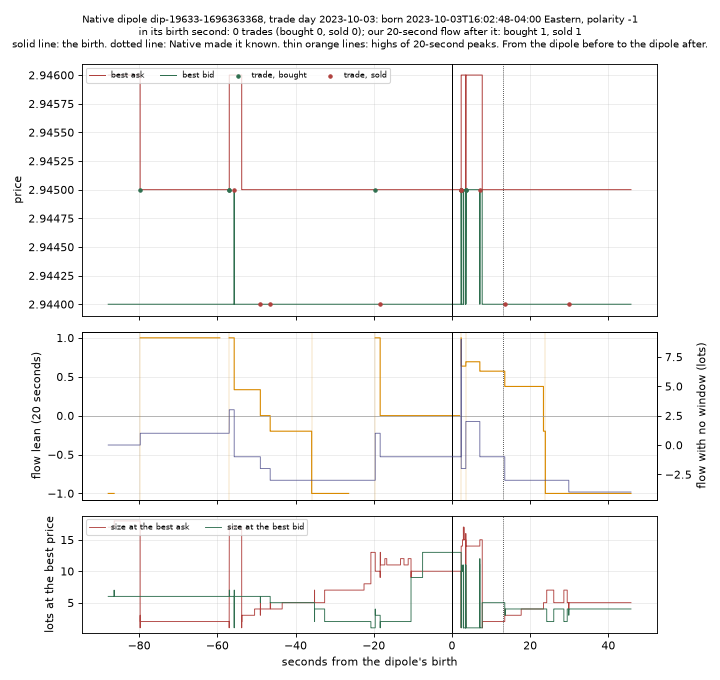 Native dipole dip-19633-1696363368, trade day 2023-10-03: born 2023-10-03T16:02:48-04:00 Eastern, polarity -1
in its birth second: 0 trades (bought 0, sold 0); our 20-second flow after it: bought 1, sold 1
solid line: the birth. dotted line: Native made it known. thin orange lines: highs of 20-second peaks. From the dipole before to the dipole after.
best ask
best bid
trade, bought
trade, sold
2.94600
2.94575
2.94550
2.94525
2.94500
2.94475
2.94450
2.94425
2.94400
price
1.0
0.5
0.0
−0.5
−1.0
flow lean (20 seconds)
7.5
5.0
2.5
0.0
−2.5
flow with no window (lots)
size at the best ask
size at the best bid
15
10
5
lots at the best price
−80
−60
−40
−20
0
20
40
seconds from the dipole's birth